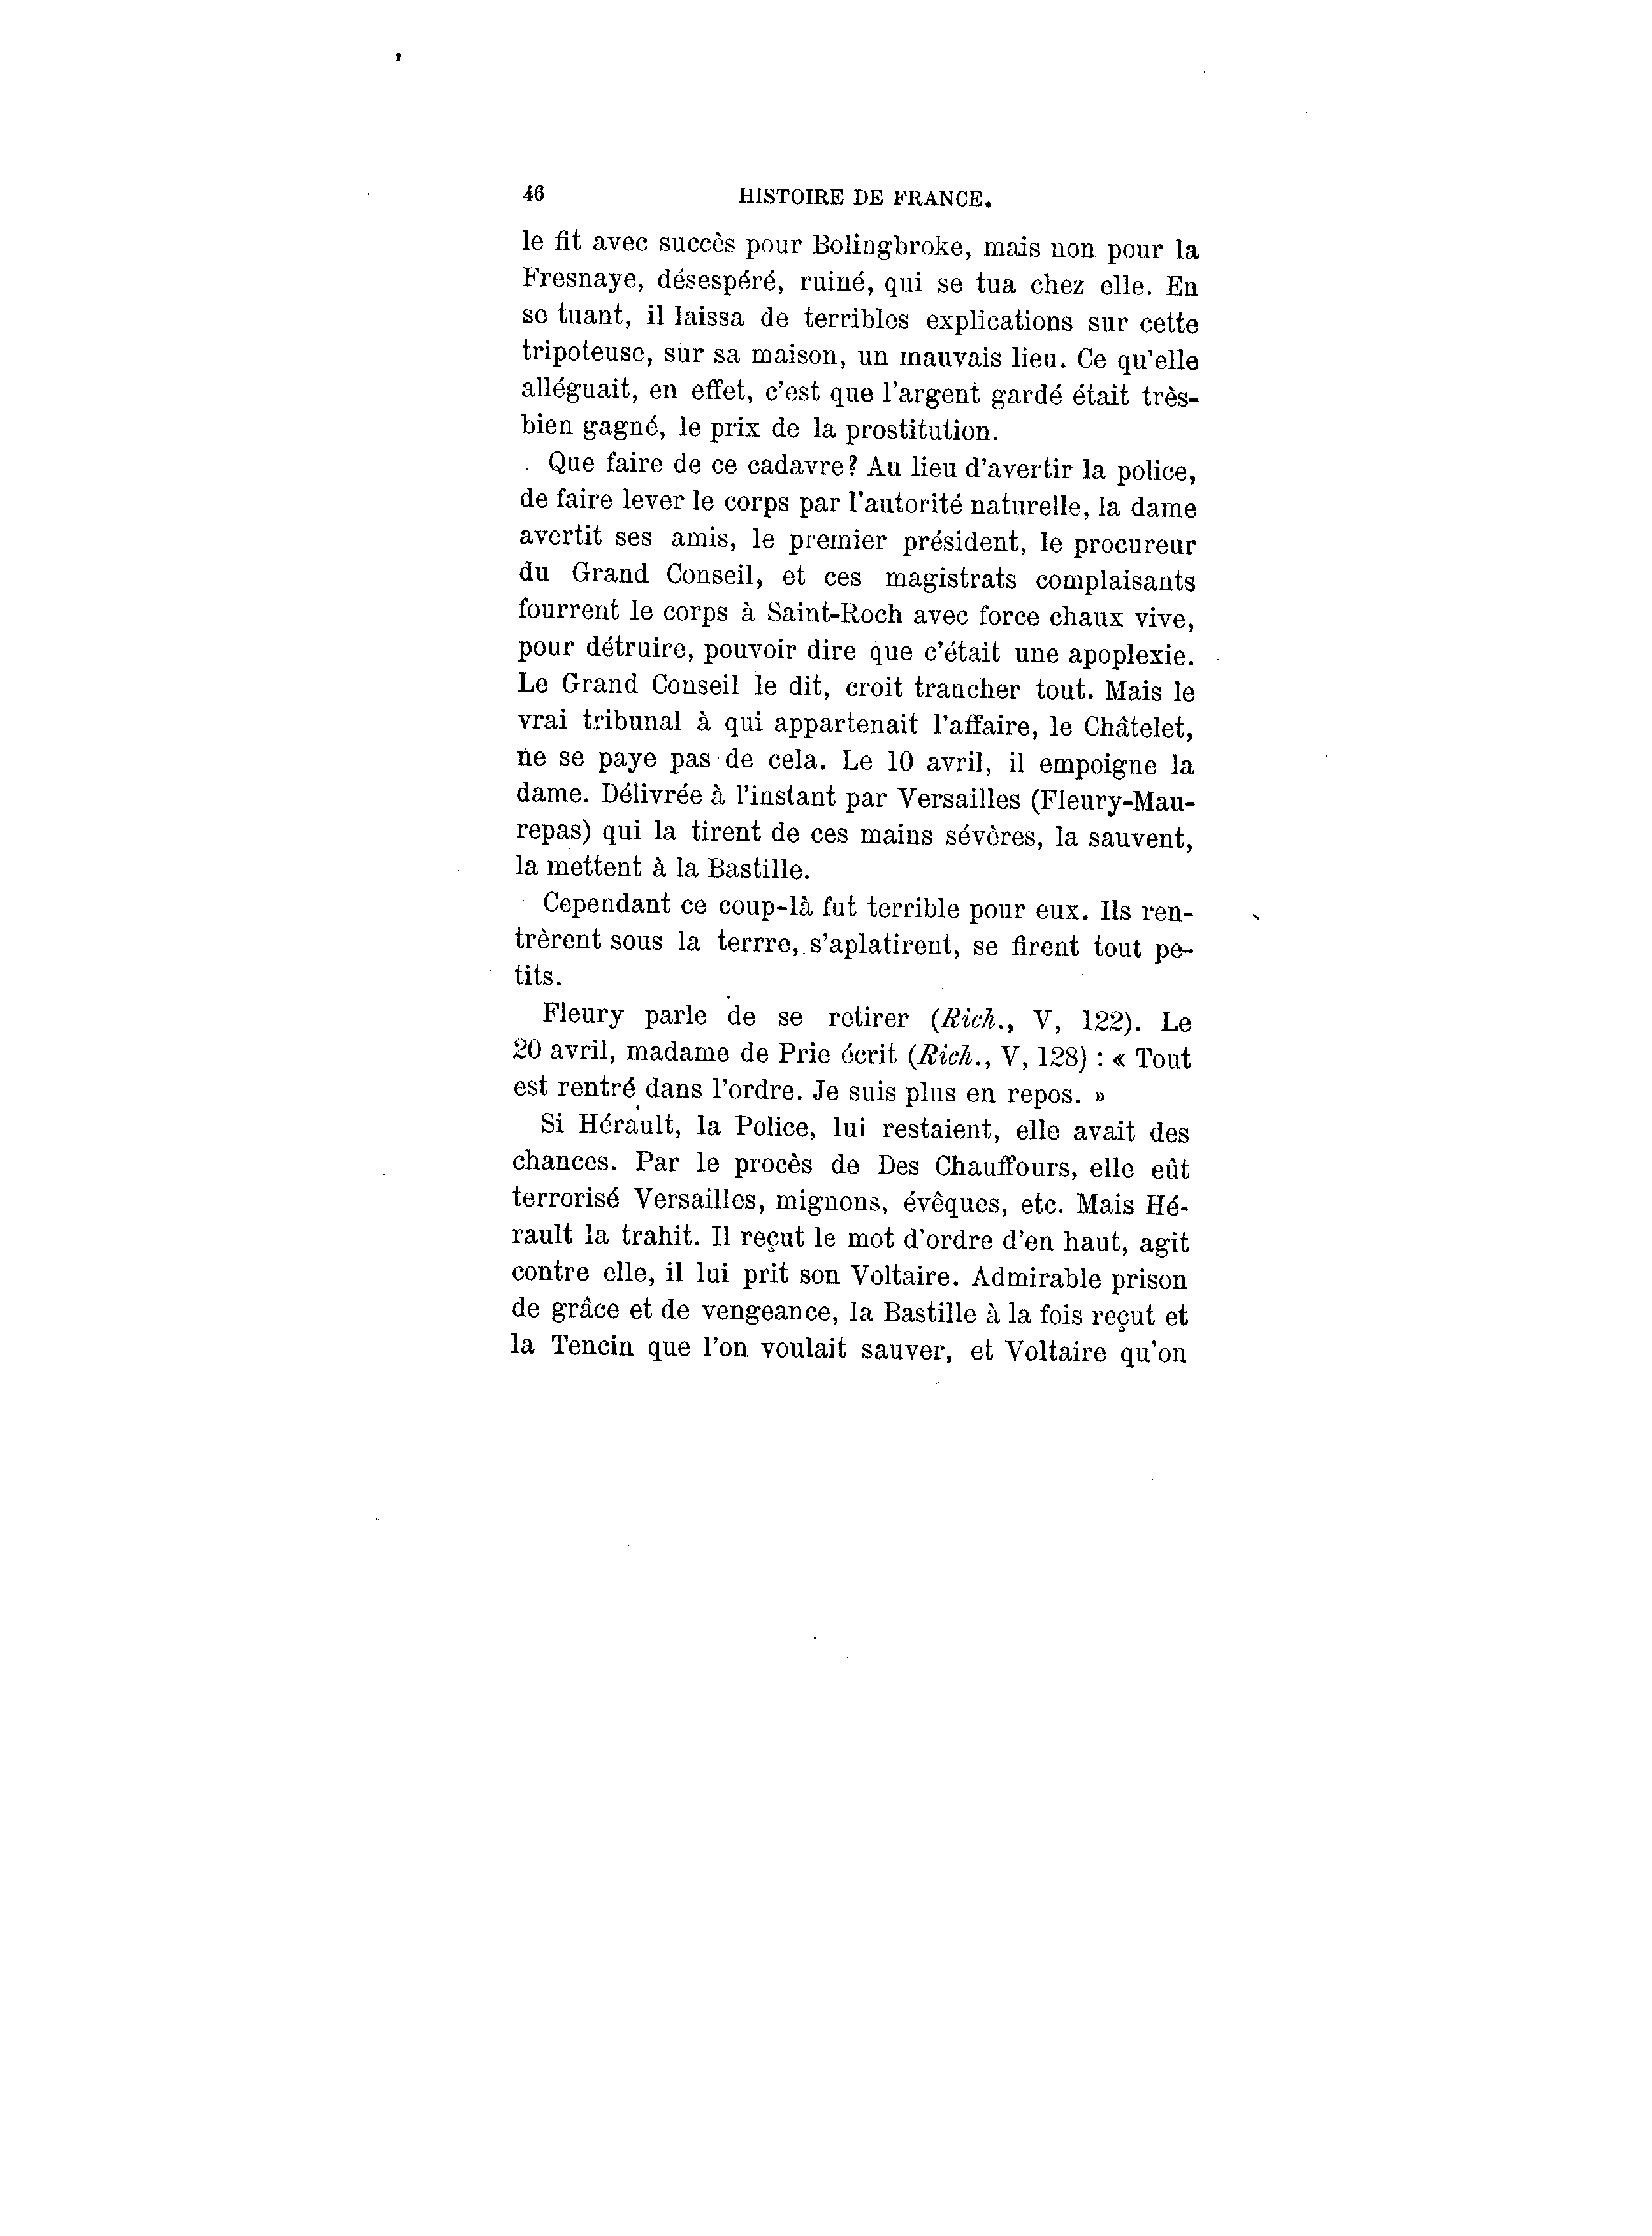 46 HISTOIRE DE FRANCE.
le fit avec succès pour Bolingbroke, mais non pour la
Fresnaye, désespéré, ruiné, qui se tua chez elle. En
se tuant, il laissa de terribles explications sur cette
tripoteuse, sur sa maison, un mauvais lieu. Ce qu'elle
alléguait, en effet, c'est que l'argent gardé était très-
bien gagné, le prix de la prostitution.
Que faire de ce cadavre? Au lieu d'avertir la police,
de faire lever le corps par l'autorité naturelle, la dame
avertit ses amis, le premier président, le procureur
du Grand Conseil, et ces magistrats complaisants
fourrent le corps à Saint-Roch avec force chaux vive,
pour détruire, pouvoir dire que c'était une apoplexie.
Le Grand Conseil le dit, croit trancher tout. Mais le
vrai tribunal à qui appartenait l'affaire, le Châtelet,
ne se paye pas de cela. Le 10 avril, il empoigne la
dame. Délivrée à l'instant par Versailles (Fleury-Mau-
repas) qui la tirent de ces mains sévères, la sauvent,
la mettent à la Bastille.
Cependant ce coup-là fut terrible pour eux. Ils ren-
trèrent sous la terrre, s'aplatirent, se firent tout pe-
tits.
Fleury parle de se retirer (Rich., V, 122). Le
20 avril, madame de Prie écrit (Rich., V, 128) : « Tout
est rentré dans l'ordre. Je suis plus en repos. »
Si Hérault, la Police, lui restaient, elle avait des
chances. Par le procès de Des Chauffours, elle eût
terrorisé Versailles, mignons, évêques, etc. Mais Hé-
rault la trahit. Il reçut le mot d'ordre d'en haut, agit
contre elle, il lui prit son Voltaire. Admirable prison
de grâce et de vengeance, la Bastille à la fois reçut et
la Tencin que l'on voulait sauver, et Voltaire qu'on